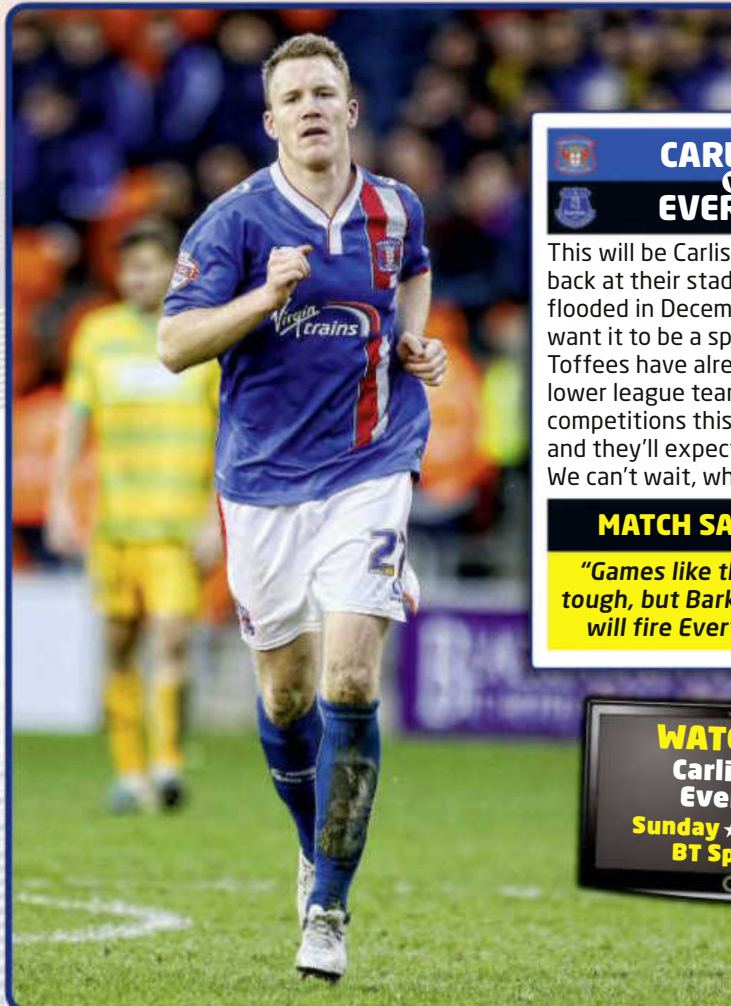 Virgin
trains
CARL
V
EVER
This will be Carlis
back at their stad
flooded in Decem
want it to be a sp
Toffees have alre
lower league team
competitions this
and they'll expect
We can't wait, wh
MATCH SA
"Games like th
tough, but Bark
will fire Ever
WATC
Carli
Eve
Sunday
BT Sp